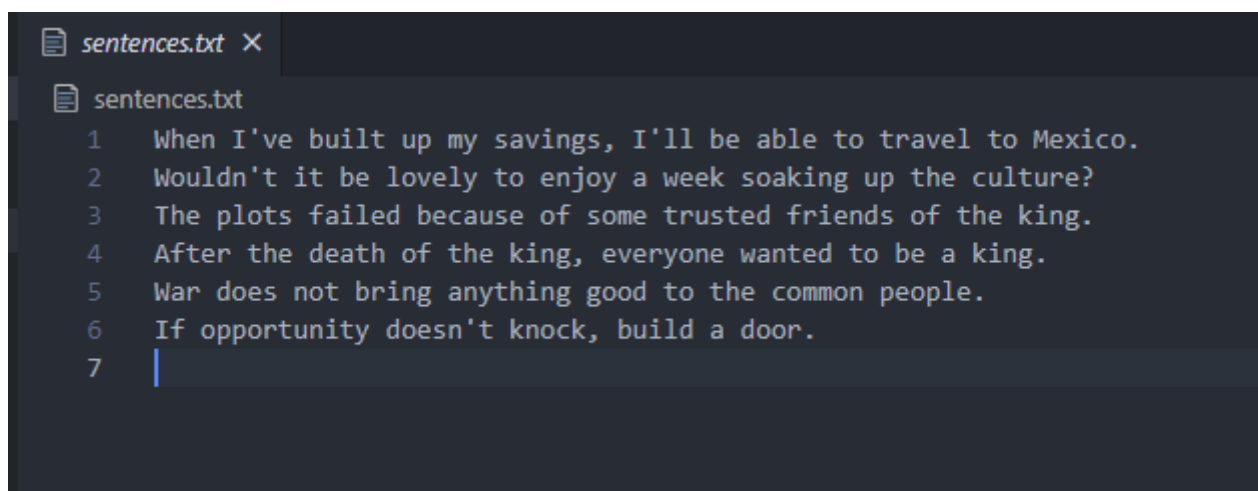 sentences.txt ×
sentences.txt
1 When I've built up my savings, I'll be able to travel to Mexico.
2 Wouldn't it be lovely to enjoy a week soaking up the culture?
3 The plots failed because of some trusted friends of the king.
4 After the death of the king, everyone wanted to be a king.
5 War does not bring anything good to the common people.
6 If opportunity doesn't knock, build a door.
7